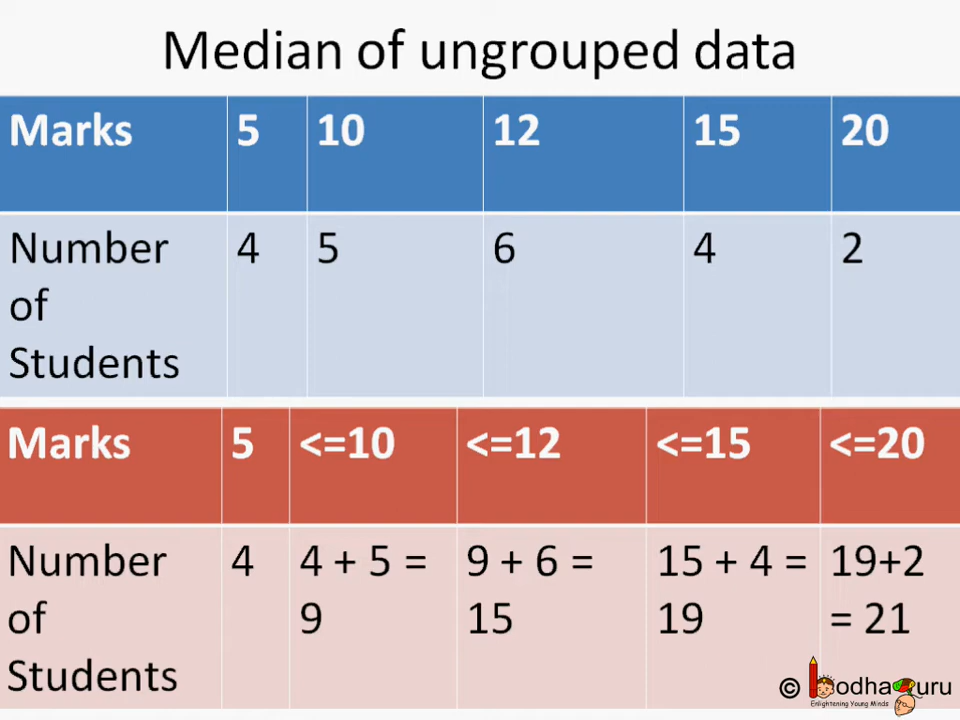 Median of ungrouped data
Marks 5 10 12 15 20
Number of Students 4 5 6 4 2
Marks 5 <=10 <=12 <=15 <=20
Number of Students 4 4 + 5 = 9 9 + 6 = 15 15 + 4 = 19 19+2 = 21
© bodhaGuru
Enlightening Young Minds